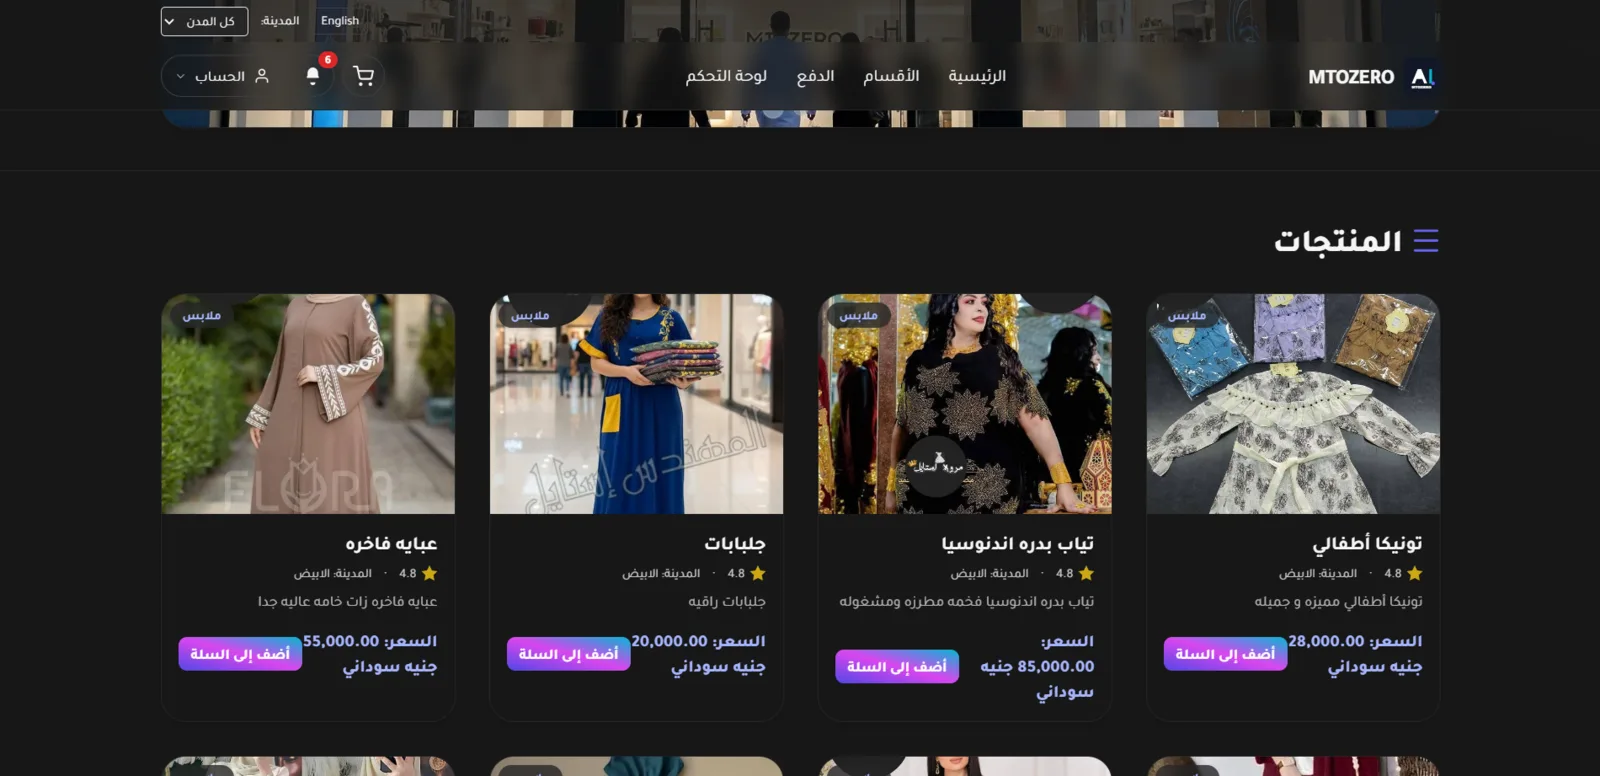 English
المدينة:
كل المدن
MTOZERO
الرئيسية
الأقسام
الدفع
لوحة التحكم
6
الحساب
المنتجات
ملابس
تونيكا أطفالي
4.8 · المدينة: الابيض
تونيكا أطفالي مميزه و جميله
السعر: 28,000.00
جنيه سوداني
أضف إلى السلة
ملابس
مروة استايل
تياب بدره اندنوسيا
4.8 · المدينة: الابيض
تياب بدره اندنوسيا فخمه مطرزه ومشغوله
السعر:
85,000.00 جنيه
سوداني
أضف إلى السلة
ملابس
المهندس إستايل
جلبابات
4.8 · المدينة: الابيض
جلبابات راقيه
السعر: 20,000.00
جنيه سوداني
أضف إلى السلة
ملابس
FLORA
عبايه فاخره
4.8 · المدينة: الابيض
عبايه فاخره زات خامه عاليه جدا
السعر: 55,000.00
جنيه سوداني
أضف إلى السلة